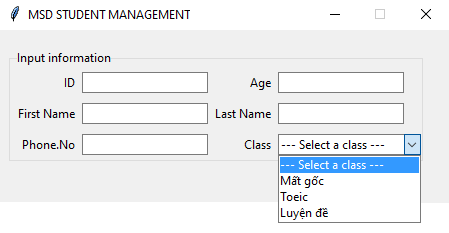 MSD STUDENT MANAGEMENT
Input information
ID Age
First Name Last Name
Phone.No Class --- Select a class ---
--- Select a class ---
Mất gốc
Toeic
Luyện đề